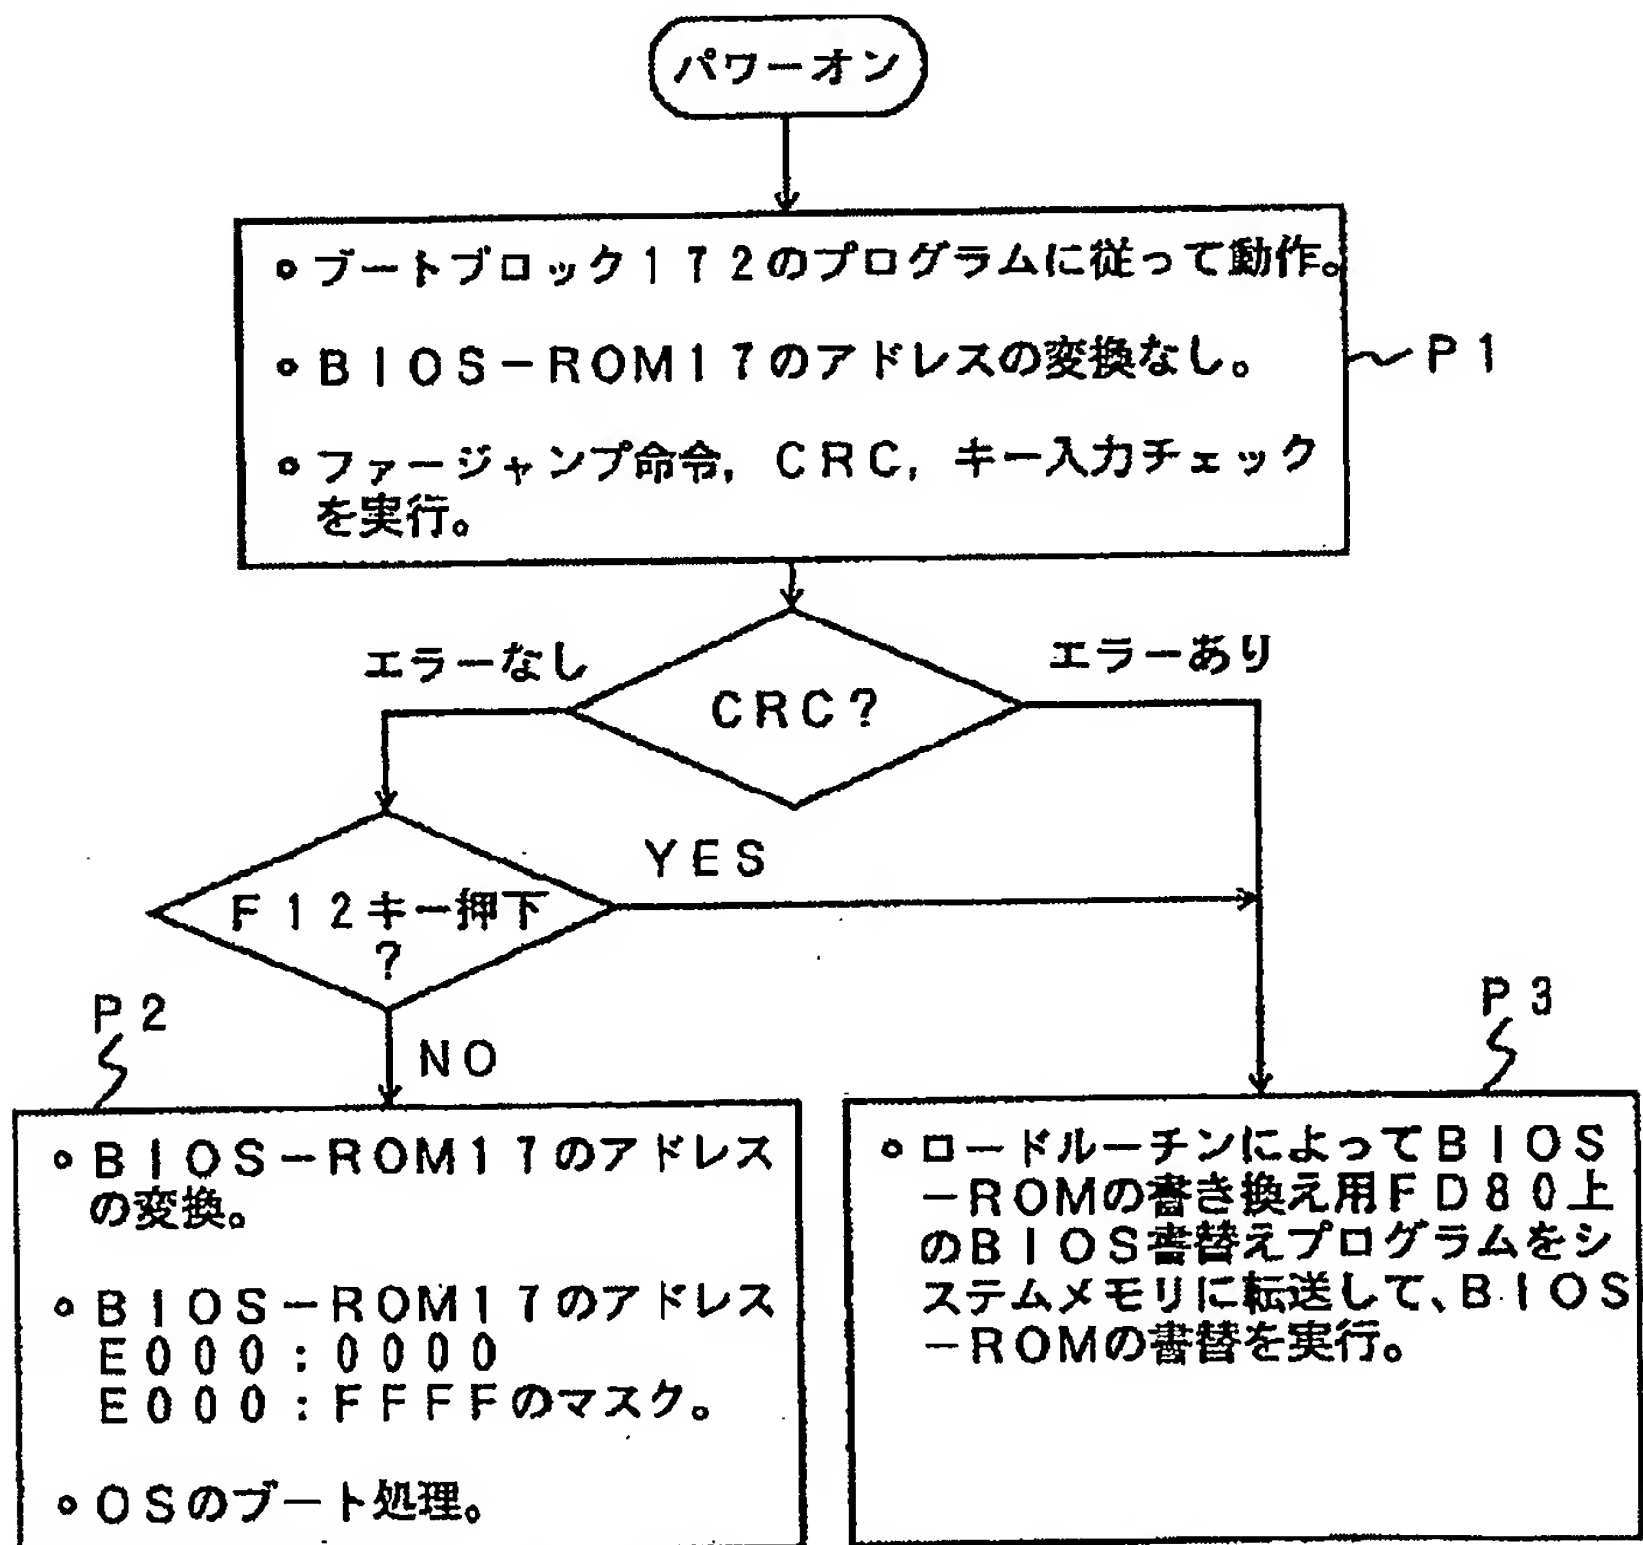 パワーオン
◦ブートブロック172のプログラムに従って動作。
◦BIOS-ROM17のアドレスの変換なし。
P1
◦ファージャンプ命令,CRC,キー入力チェック
を実行。
エラーなし
エラーあり
CRC?
YES
F12キー押下
?
P2
P3
NO
◦BIOS-ROM17のアドレス
の変換。
◦BIOS-ROM17のアドレス
E000:0000
E000:FFFFのマスク。
◦OSのブート処理。
◦ロードルーチンによってBIOS
-ROMの書き換え用FD80上
のBIOS書替えプログラムをシ
ステムメモリに転送して、BIOS
-ROMの書替を実行。